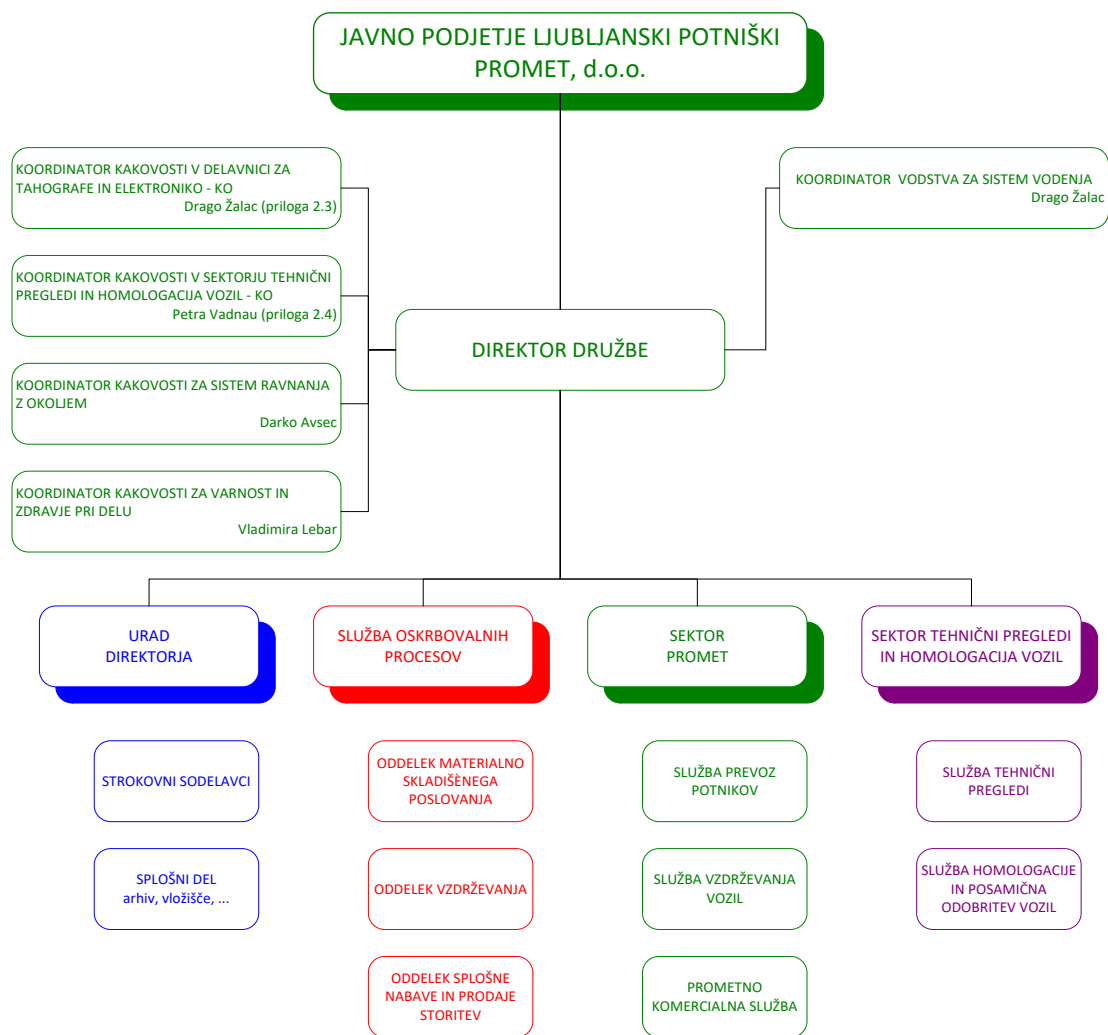 JAVNO PODJETJE LJUBLJANSKI POTNIŠKI
PROMET, d.o.o.
KOORDINATOR KAKOVOSTI V DELAVNICI ZA
TAHOGRAFE IN ELEKTRONIKO - KO
Drago Žalac (priloga 2.3)
KOORDINATOR VODSTVA ZA SISTEM VODENJA
Drago Žalac
KOORDINATOR KAKOVOSTI V SEKTORJU TEHNIČNI
PREGLEDI IN HOMOLOGACIJA VOZIL - KO
Petra Vadnau (priloga 2.4)
DIREKTOR DRUŽBE
KOORDINATOR KAKOVOSTI ZA SISTEM RAVNANJA
Z OKOLJEM
Darko Avsec
KOORDINATOR KAKOVOSTI ZA VARNOST IN
ZDRAVJE PRI DELU
Vladimira Lebar
URAD
DIREKTORJA
SLUŽBA OSKRBOVALNIH
PROCESOV
SEKTOR
PROMET
SEKTOR TEHNIČNI PREGLEDI
IN HOMOLOGACIJA VOZIL
STROKOVNI SODELAVCI
ODDELEK MATERIALNO
SKLADIŠÈNEGA
POSLOVANJA
SLUŽBA PREVOZ
POTNIKOV
SLUŽBA TEHNIČNI
PREGLEDI
SPLOŠNI DEL
arhiv, vložišče, ...
ODDELEK VZDRŽEVANJA
SLUŽBA VZDRŽEVANJA
VOZIL
SLUŽBA HOMOLOGACIJE
IN POSAMIČNA
ODOBRITEV VOZIL
ODDELEK SPLOŠNE
NABAVE IN PRODAJE
STORITEV
PROMETNO
KOMERCIALNA SLUŽBA